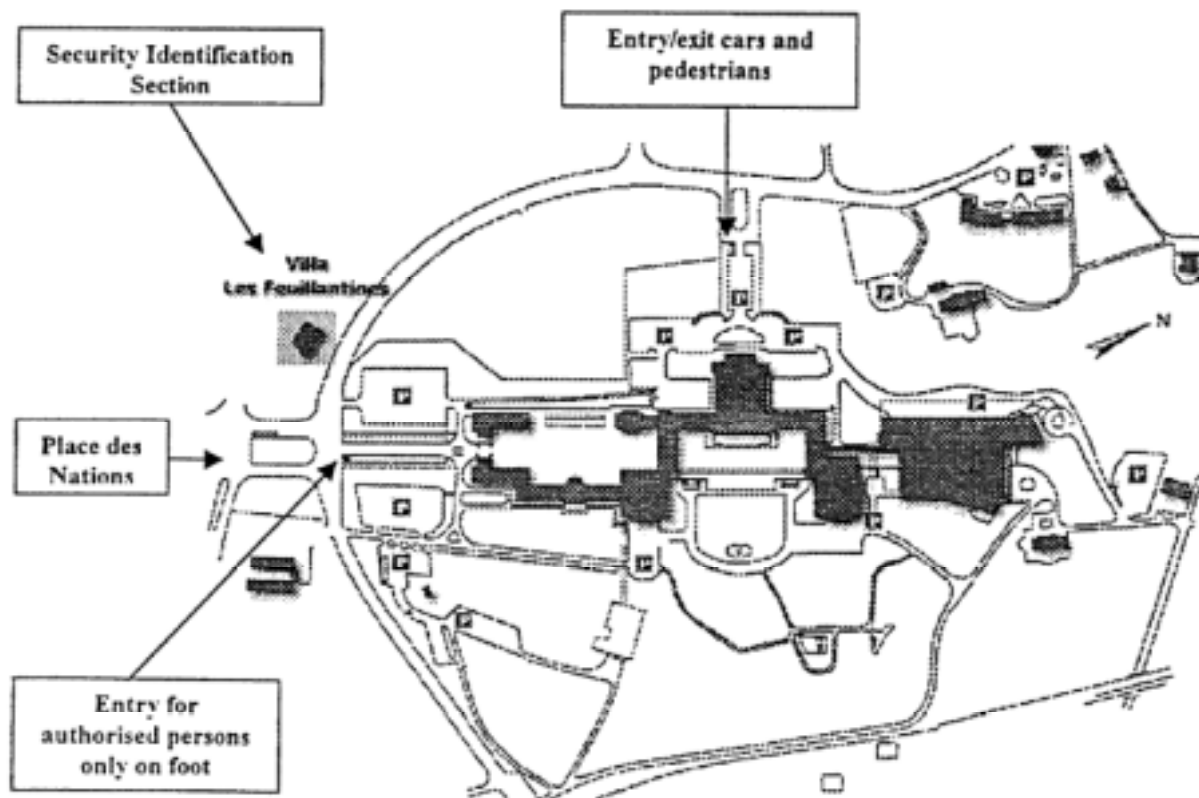 Security Identification
Section
Entry/exit cars and
pedestrians
Villa
Les Feuillantines
P
P
P
P
P
P
P
N
P
P
P
P
P
P
P
P
Place des
Nations
Entry for
authorised persons
only on foot